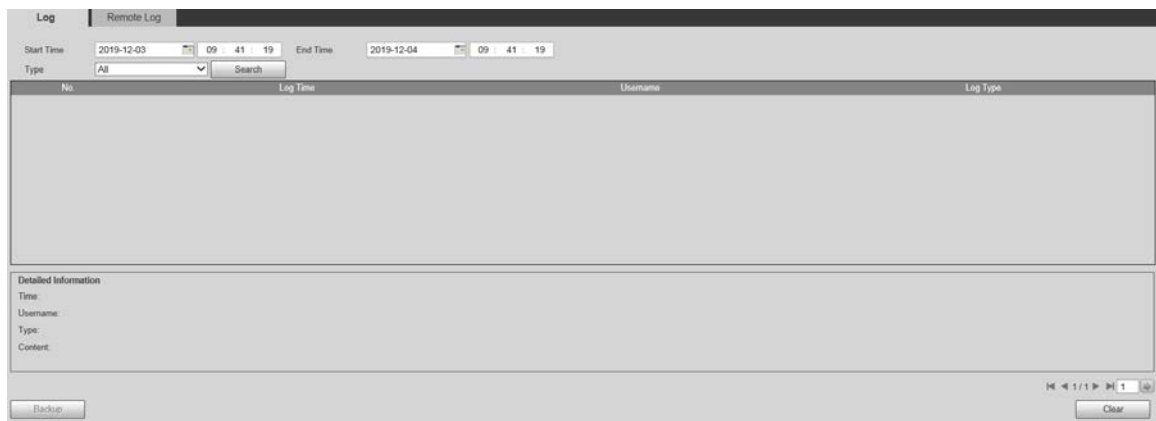 Log Remote Log
Start Time 2019-12-03 09 : 41 : 19 End Time 2019-12-04 09 : 41 : 19
Type All Search
No. Log Time Username Log Type
Detailed Information
Time:
Username:
Type:
Content:
1 / 1 1
Backup Clear